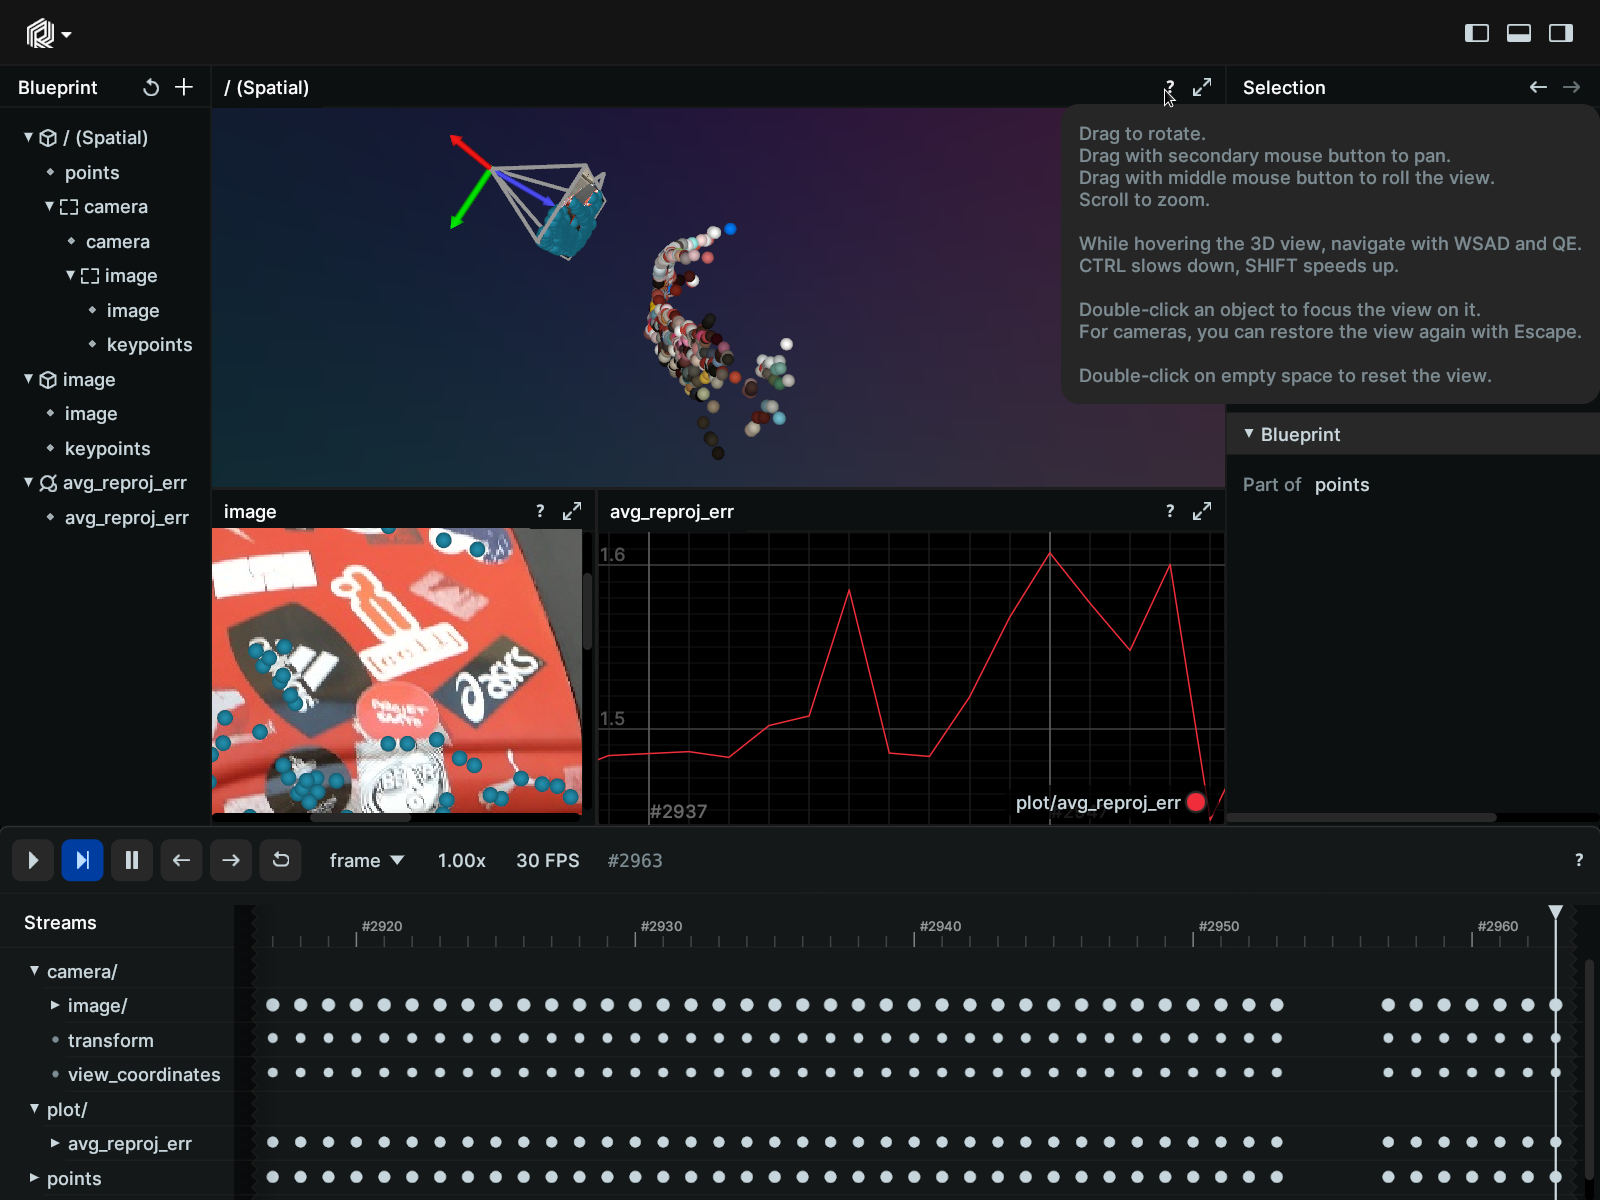 Blueprint
/ (Spatial)
?
Selection
/ (Spatial)
points
camera
camera
image
image
keypoints
image
image
keypoints
avg_reproj_err
avg_reproj_err
Drag to rotate.
Drag with secondary mouse button to pan.
Drag with middle mouse button to roll the view.
Scroll to zoom.
While hovering the 3D view, navigate with WSAD and QE.
CTRL slows down, SHIFT speeds up.
Double-click an object to focus the view on it.
For cameras, you can restore the view again with Escape.
Double-click on empty space to reset the view.
Blueprint
Part of points
image
?
asics
avg_reproj_err
?
1.6
1.5
#2937
plot/avg_reproj_err
frame
1.00x
30 FPS
#2963
?
Streams
#2920
#2930
#2940
#2950
#2960
camera/
image/
transform
view_coordinates
plot/
avg_reproj_err
points